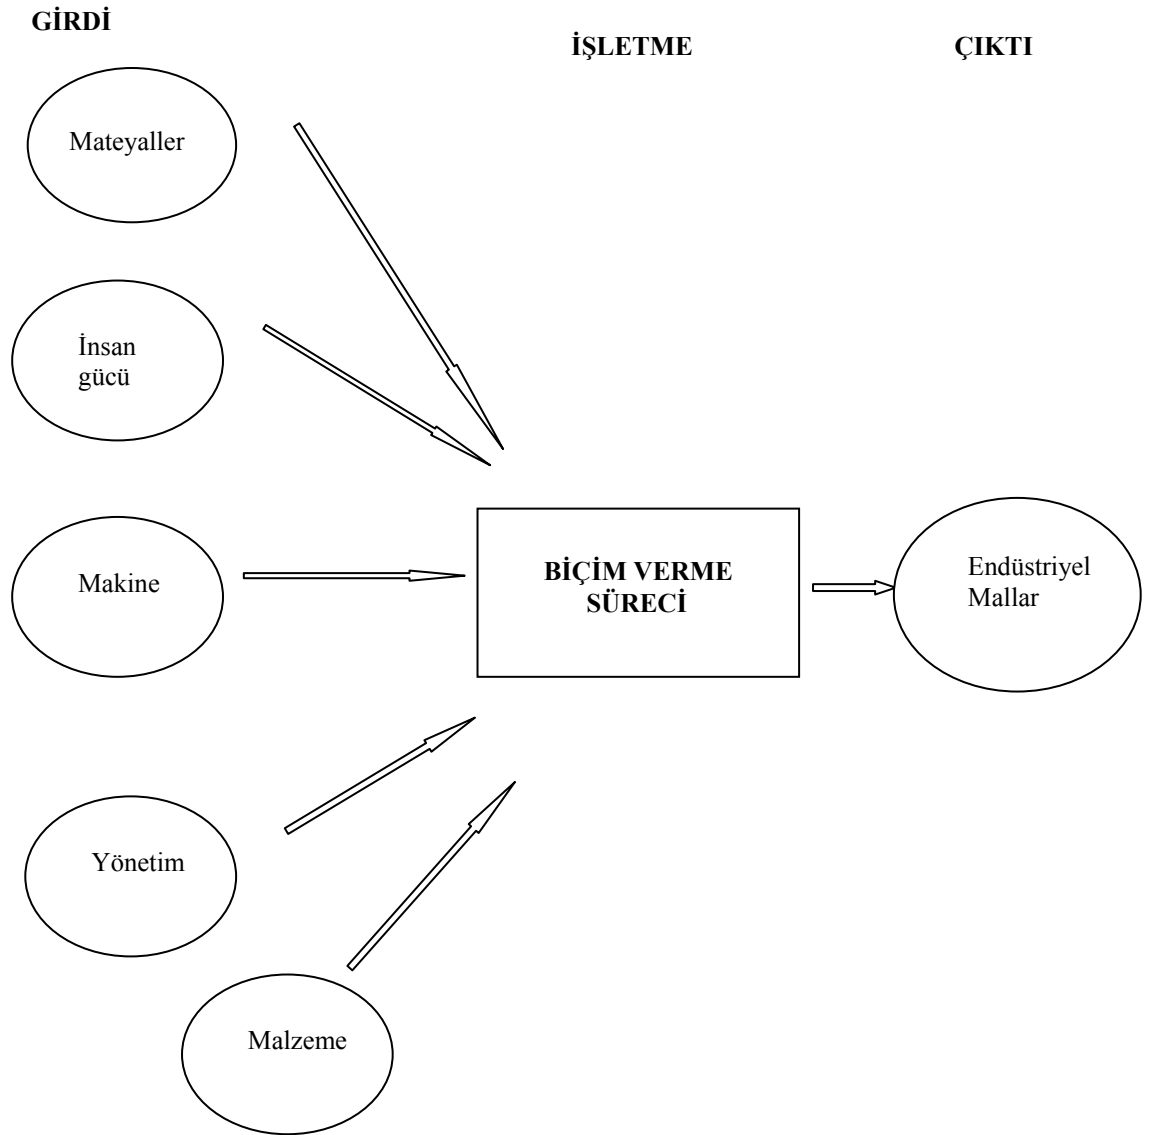 GİRDİ
İŞLETME
ÇIKTI
Mateyaller
İnsan
gücü
Makine
BİÇİM VERME
SÜRECİ
Endüstriyel
Mallar
Yönetim
Malzeme